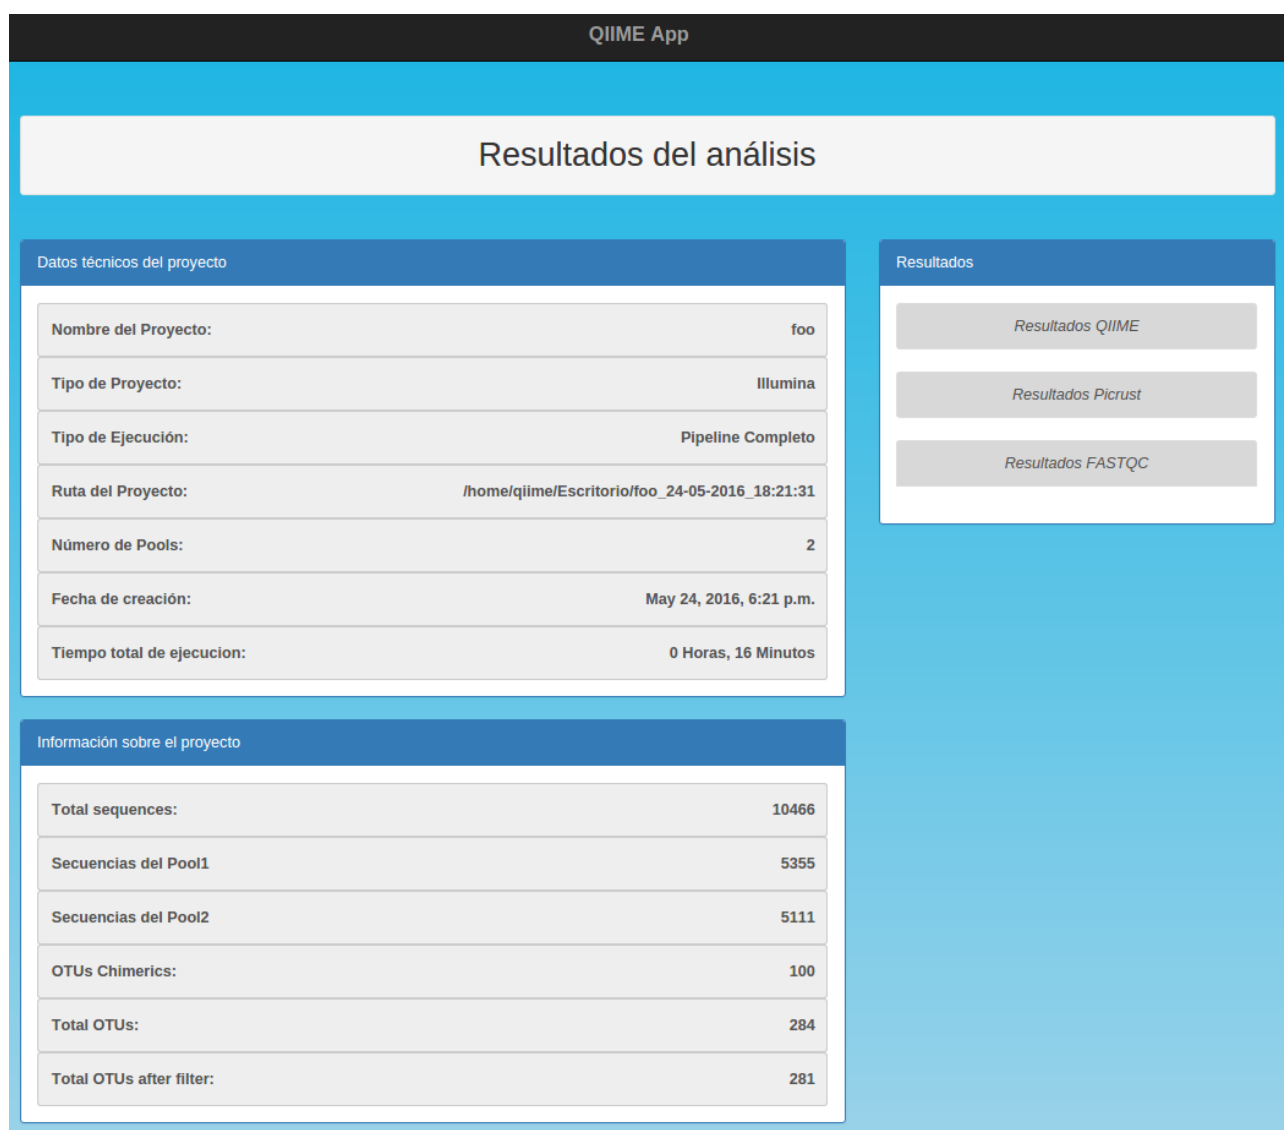 QIIME App
Resultados del análisis
Datos técnicos del proyecto
Nombre del Proyecto: foo
Tipo de Proyecto: Illumina
Tipo de Ejecución: Pipeline Completo
Ruta del Proyecto: /home/qiime/Escritorio/foo_24-05-2016_18:21:31
Número de Pools: 2
Fecha de creación: May 24, 2016, 6:21 p.m.
Tiempo total de ejecucion: 0 Horas, 16 Minutos
Información sobre el proyecto
Total sequences: 10466
Secuencias del Pool1 5355
Secuencias del Pool2 5111
OTUs Chimerics: 100
Total OTUs: 284
Total OTUs after filter: 281
Resultados
Resultados QIIME
Resultados Picrust
Resultados FASTQC